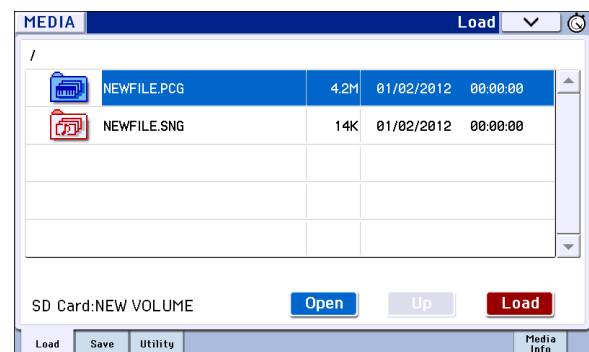 MEDIA Load
/
NEWFILE.PCG 4.2M 01/02/2012 00:00:00
NEWFILE.SNG 14K 01/02/2012 00:00:00
SD Card:NEW VOLUME Open Up Load
Load Save Utility Media Info